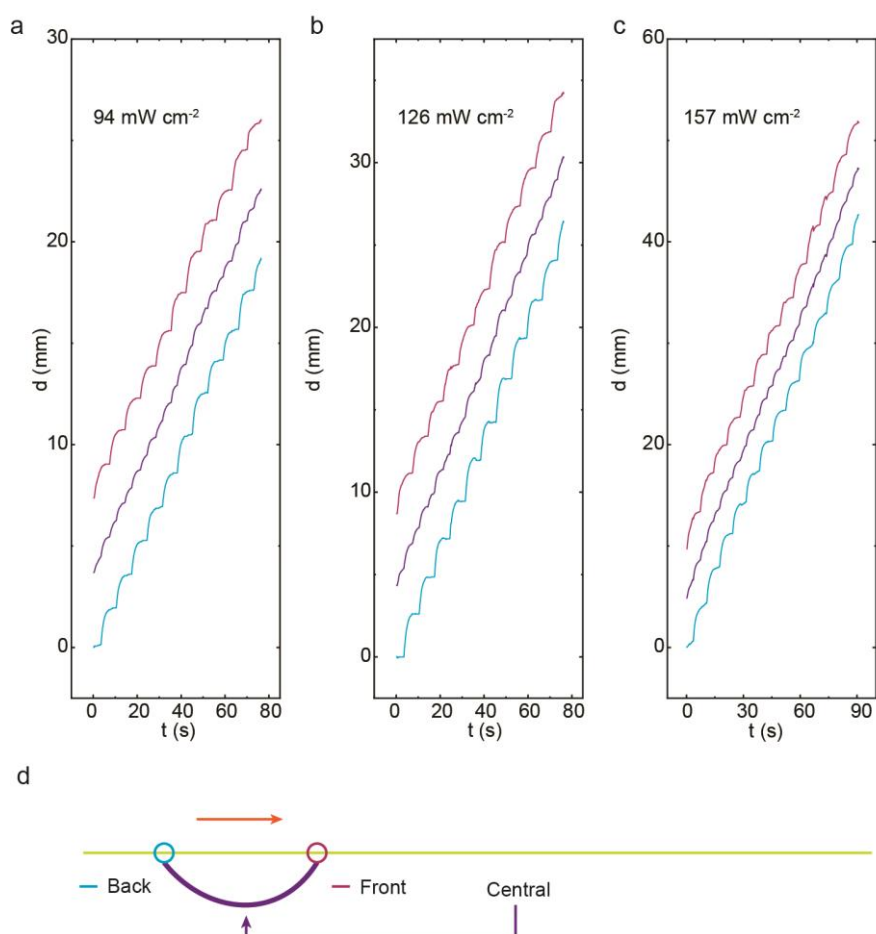 a
30
20
10
0
d (mm)
94 mW cm⁻²
0 20 40 60 80
t (s)
b
30
20
10
0
d (mm)
126 mW cm⁻²
0 20 40 60 80
t (s)
c
60
40
20
0
d (mm)
157 mW cm⁻²
0 30 60 90
t (s)
d
Back
Front
Central